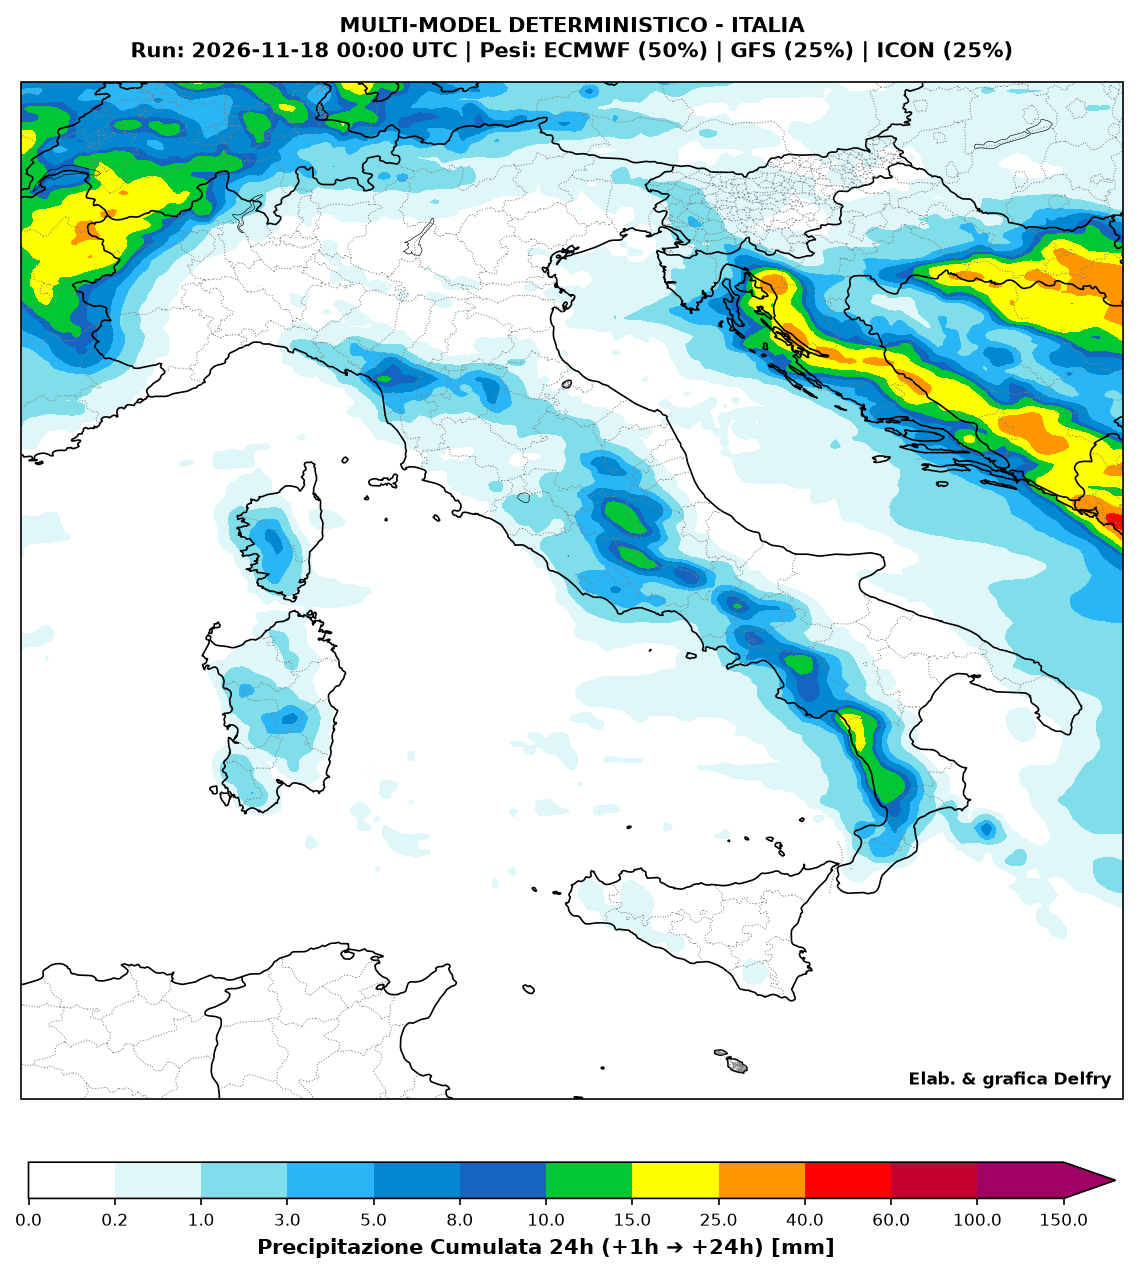 MULTI-MODEL DETERMINISTICO - ITALIA
Run: 2026-11-18 00:00 UTC | Pesi: ECMWF (50%) | GFS (25%) | ICON (25%)
Elab. & grafica Delfry
0.0 0.2 1.0 3.0 5.0 8.0 10.0 15.0 25.0 40.0 60.0 100.0 150.0
Precipitazione Cumulata 24h (+1h ➔ +24h) [mm]